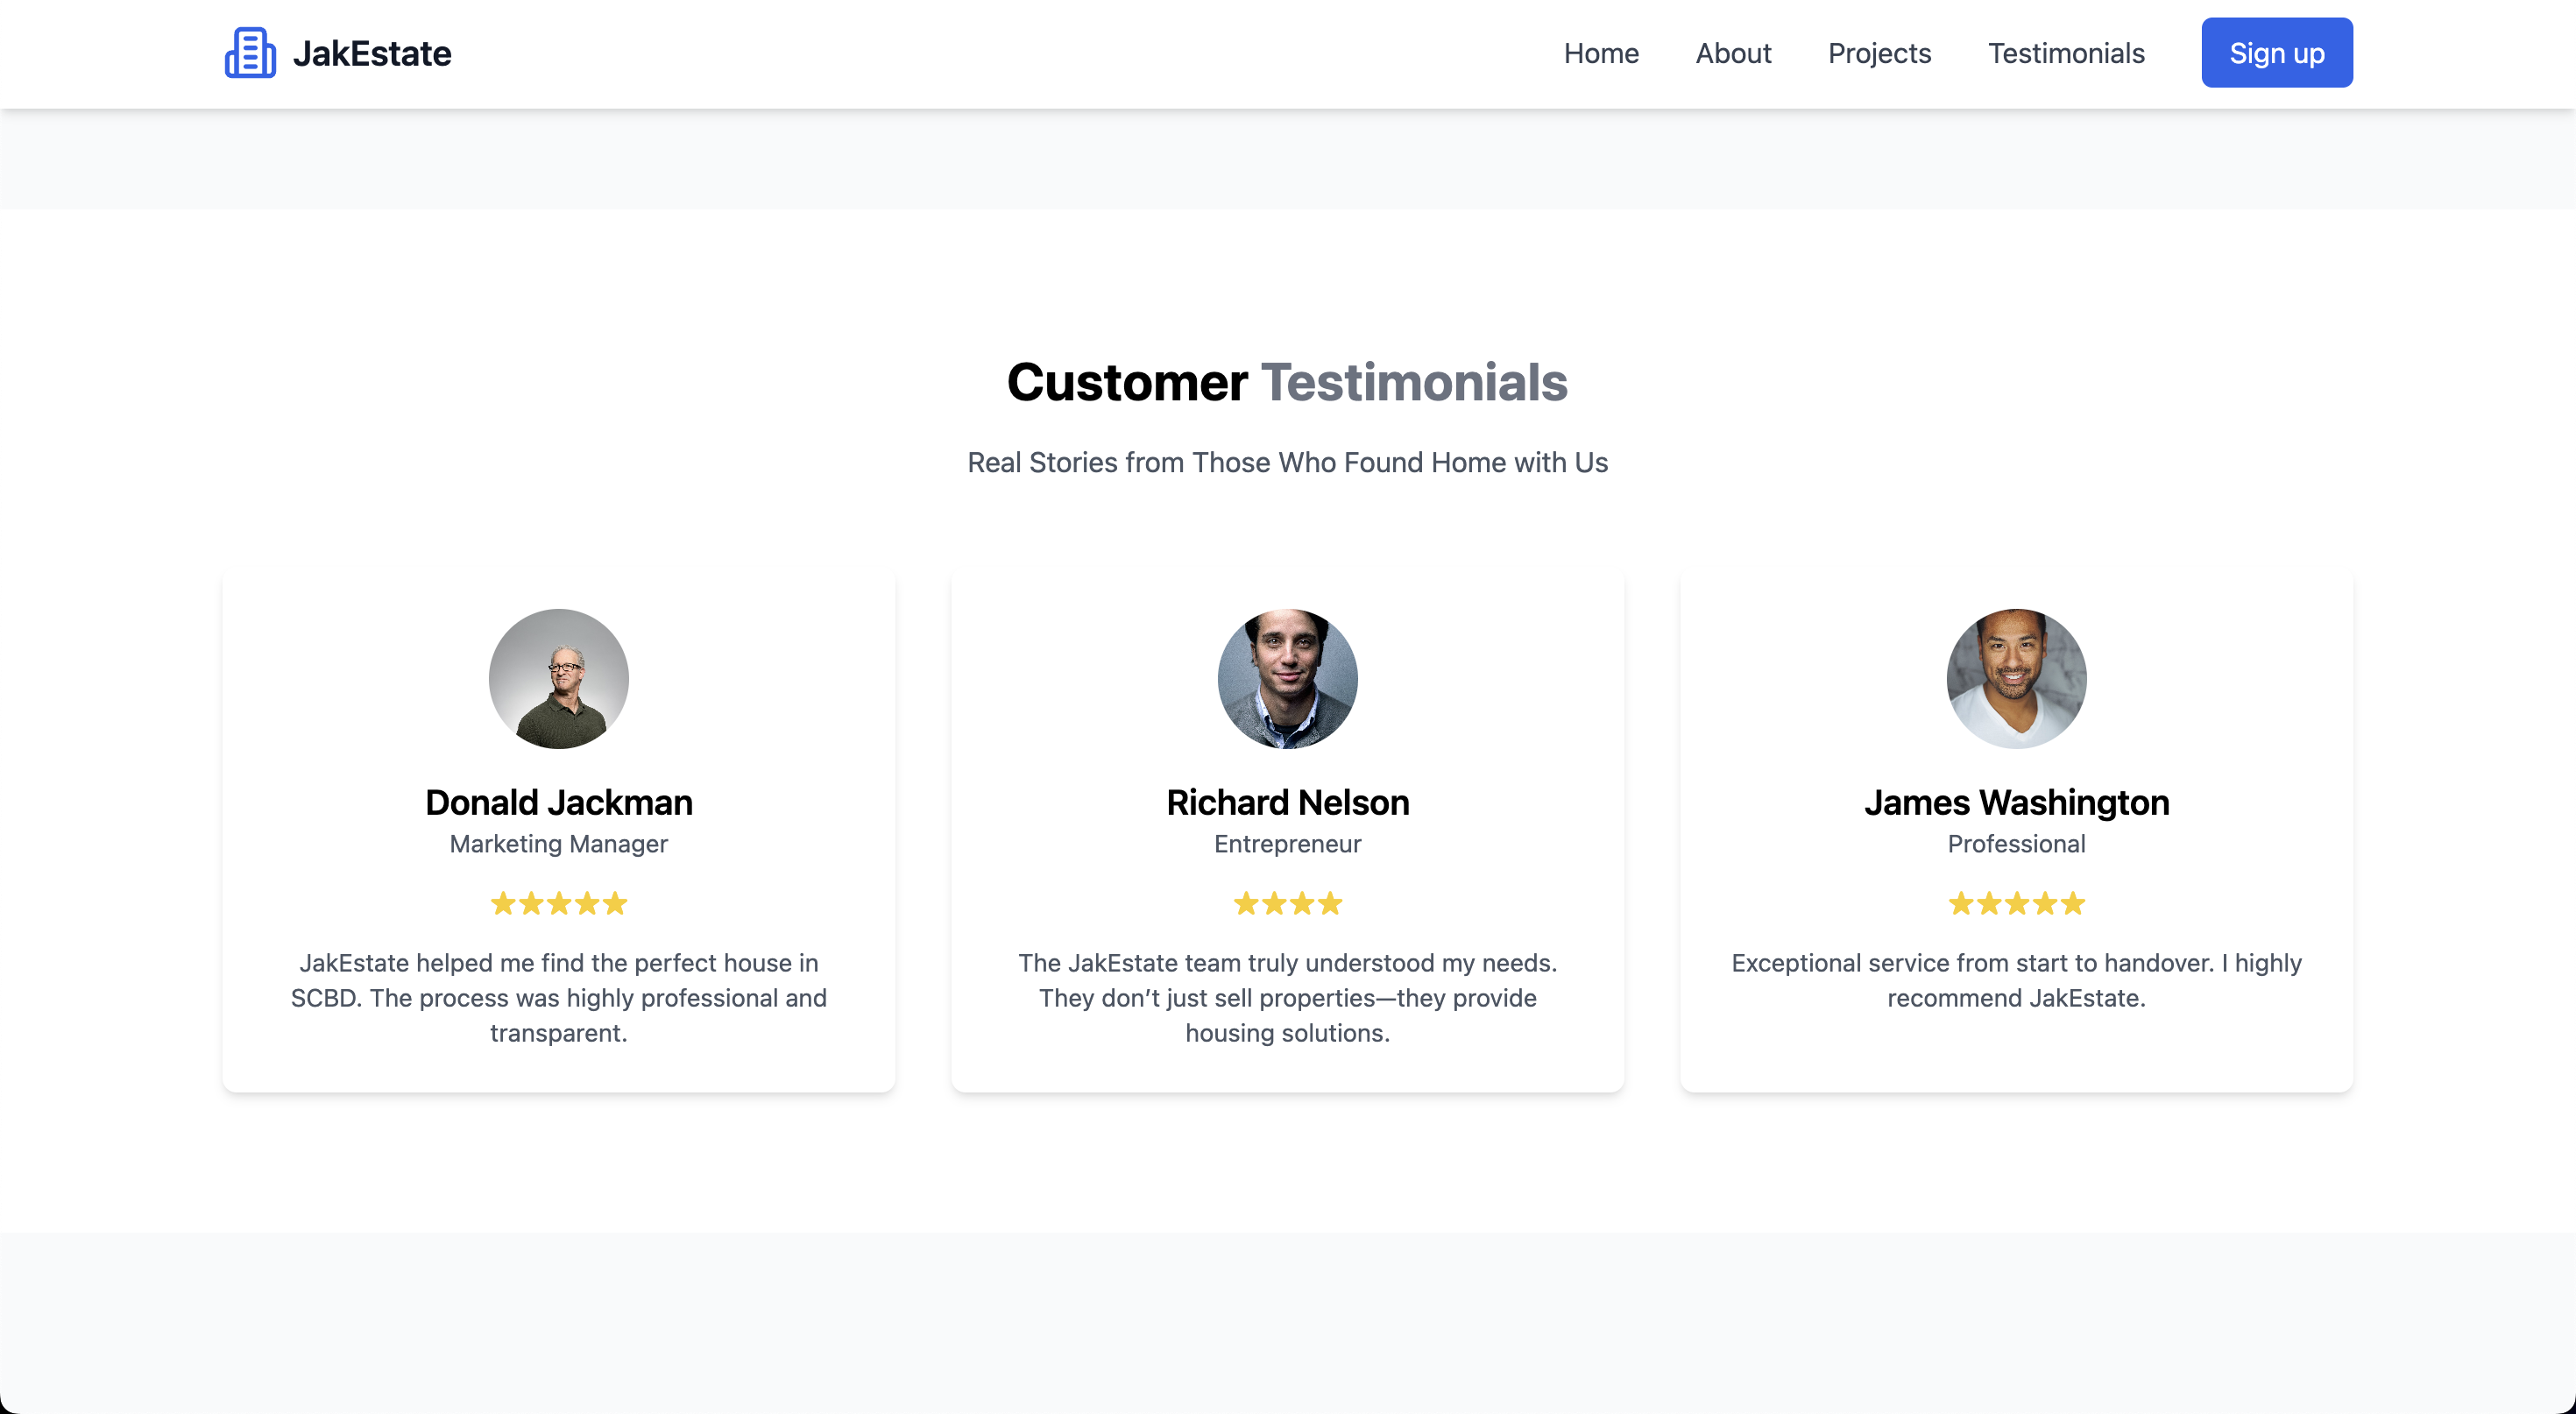 JakEstate
Home
About
Projects
Testimonials
Sign up
Customer Testimonials
Real Stories from Those Who Found Home with Us
Donald Jackman
Marketing Manager
JakEstate helped me find the perfect house in
SCBD. The process was highly professional and
transparent.
Richard Nelson
Entrepreneur
The JakEstate team truly understood my needs.
They don’t just sell properties—they provide
housing solutions.
James Washington
Professional
Exceptional service from start to handover. I highly
recommend JakEstate.